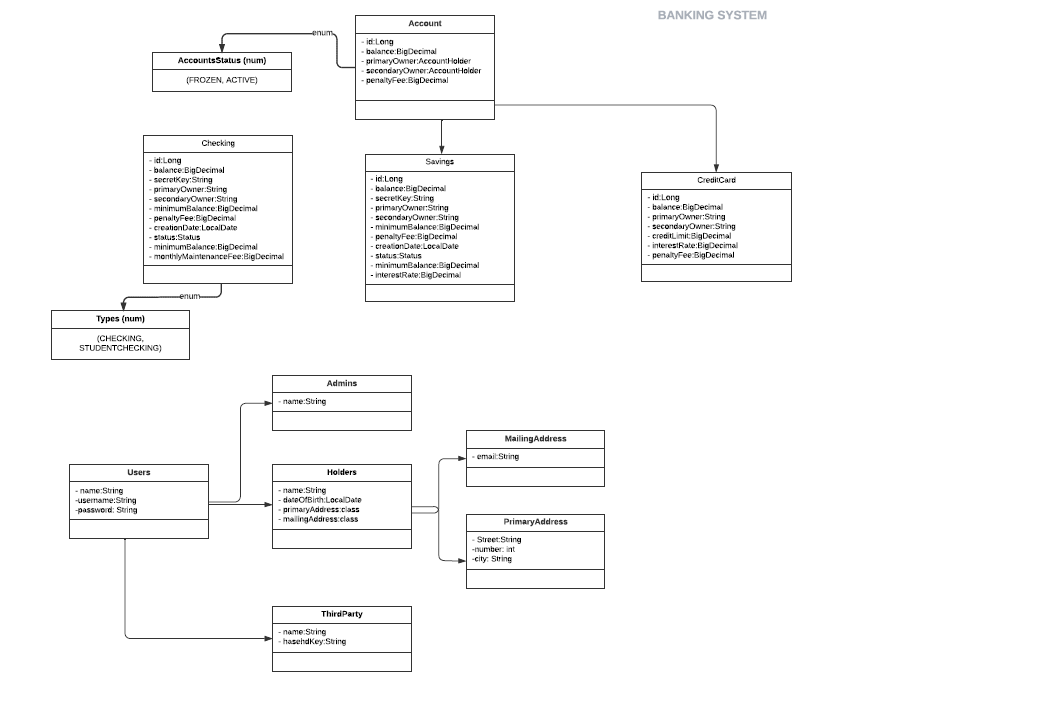 BANKING SYSTEM
Account
- id:Long
- balance:BigDecimal
- primaryOwner:AccountHolder
- secondaryOwner:AccountHolder
- penaltyFee:BigDecimal
enum
AccountsStatus (num)
(FROZEN, ACTIVE)
Checking
- id:Long
- balance:BigDecimal
- secretKey:String
- primaryOwner:String
- secondaryOwner:String
- minimumBalance:BigDecimal
- penaltyFee:BigDecimal
- creationDate:LocalDate
- status:Status
- minimumBalance:BigDecimal
- monthlyMaintenanceFee:BigDecimal
Savings
- id:Long
- balance:BigDecimal
- secretKey:String
- primaryOwner:String
- secondaryOwner:String
- minimumBalance:BigDecimal
- penaltyFee:BigDecimal
- creationDate:LocalDate
- status:Status
- minimumBalance:BigDecimal
- interestRate:BigDecimal
CreditCard
- id:Long
- balance:BigDecimal
- primaryOwner:String
- secondaryOwner:String
- creditLimit:BigDecimal
- interestRate:BigDecimal
- penaltyFee:BigDecimal
enum
Types (num)
(CHECKING,
STUDENTCHECKING)
Admins
- name:String
Users
- name:String
-username:String
-password: String
Holders
- name:String
- dateOfBirth:LocalDate
- primaryAddress:class
- mailingAddress:class
MailingAddress
- email:String
PrimaryAddress
- Street:String
-number: int
-city: String
ThirdParty
- name:String
- hasehdKey:String